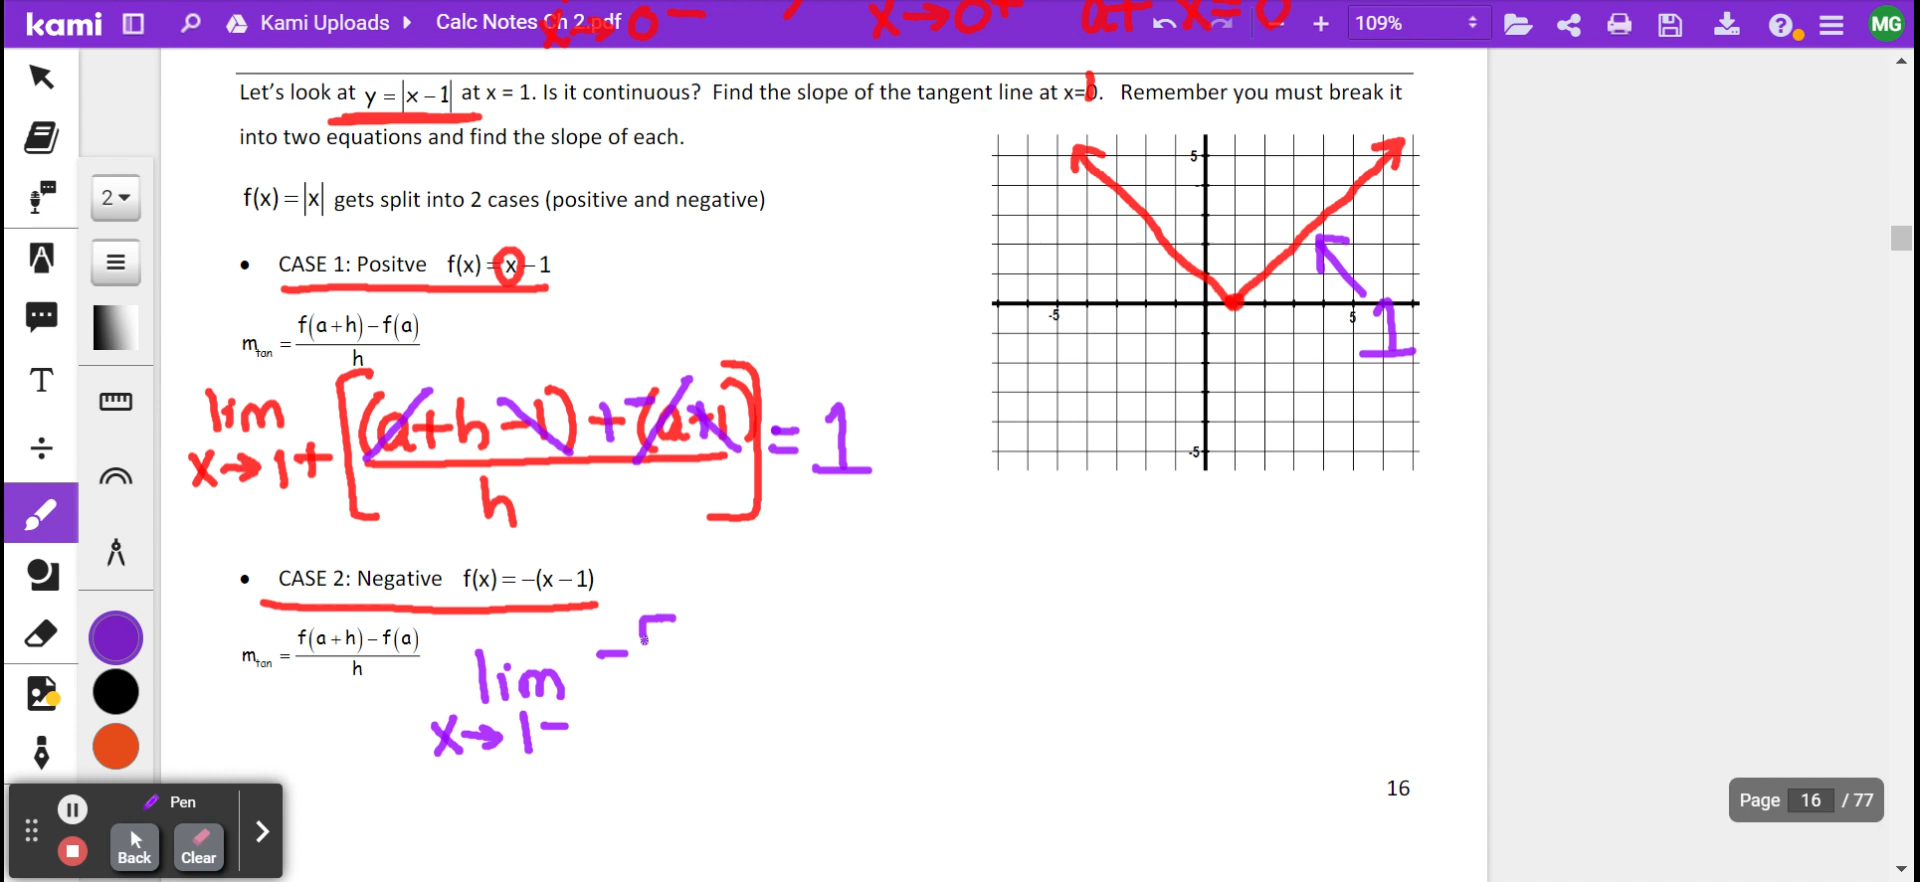 x→0- , x→0+ at x=0
kami Kami Uploads Calc Notes Ch 2.pdf 109% MG
Let's look at y = |x − 1| at x = 1. Is it continuous? Find the slope of the tangent line at x=1. Remember you must break it
into two equations and find the slope of each.
f(x) = |x| gets split into 2 cases (positive and negative)
• CASE 1: Positve f(x) = x − 1
m_tan = (f(a+h) − f(a)) / h
lim x→1+ [((a+h−1) + -(a+1)) / h] = 1
5
-5 5
1
-5
• CASE 2: Negative f(x) = −(x − 1)
m_tan = (f(a+h) − f(a)) / h
lim x→1- -
16
2
T
Pen
Back Clear
Page 16 / 77